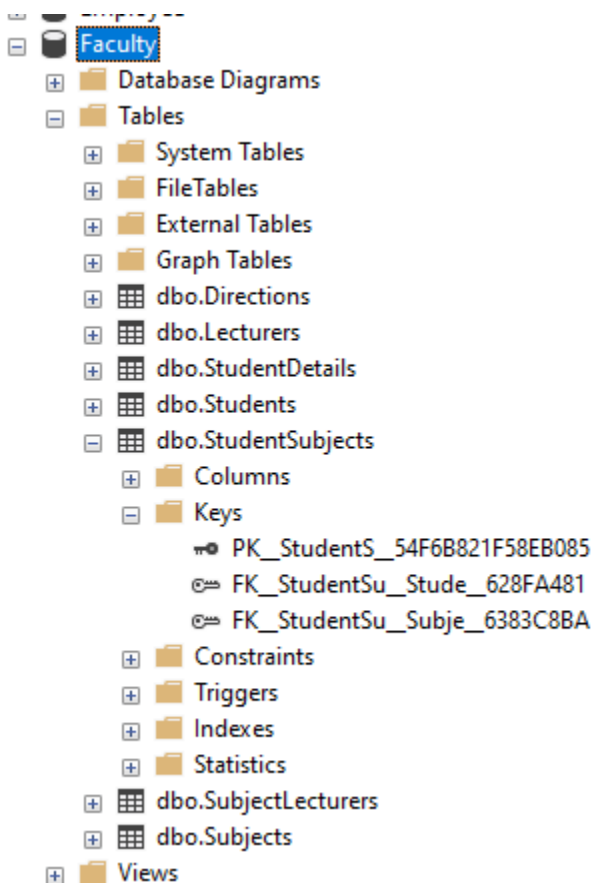 Faculty
Database Diagrams
Tables
System Tables
FileTables
External Tables
Graph Tables
dbo.Directions
dbo.Lecturers
dbo.StudentDetails
dbo.Students
dbo.StudentSubjects
Columns
Keys
PK__StudentS__54F6B821F58EB085
FK__StudentSu__Stude__628FA481
FK__StudentSu__Subje__6383C8BA
Constraints
Triggers
Indexes
Statistics
dbo.SubjectLecturers
dbo.Subjects
Views